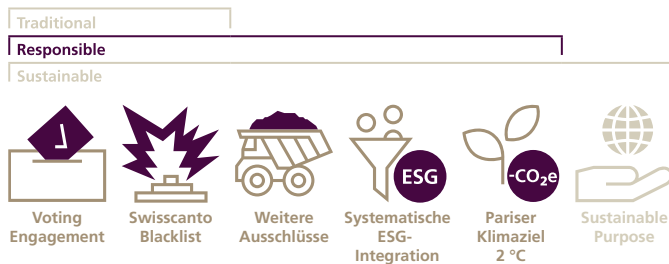 Traditional
Responsible
Sustainable
ESG
-CO₂e
Voting
Engagement
Swisscanto
Blacklist
Weitere
Ausschlüsse
Systematische
ESG-
Integration
Pariser
Klimaziel
2 °C
Sustainable
Purpose